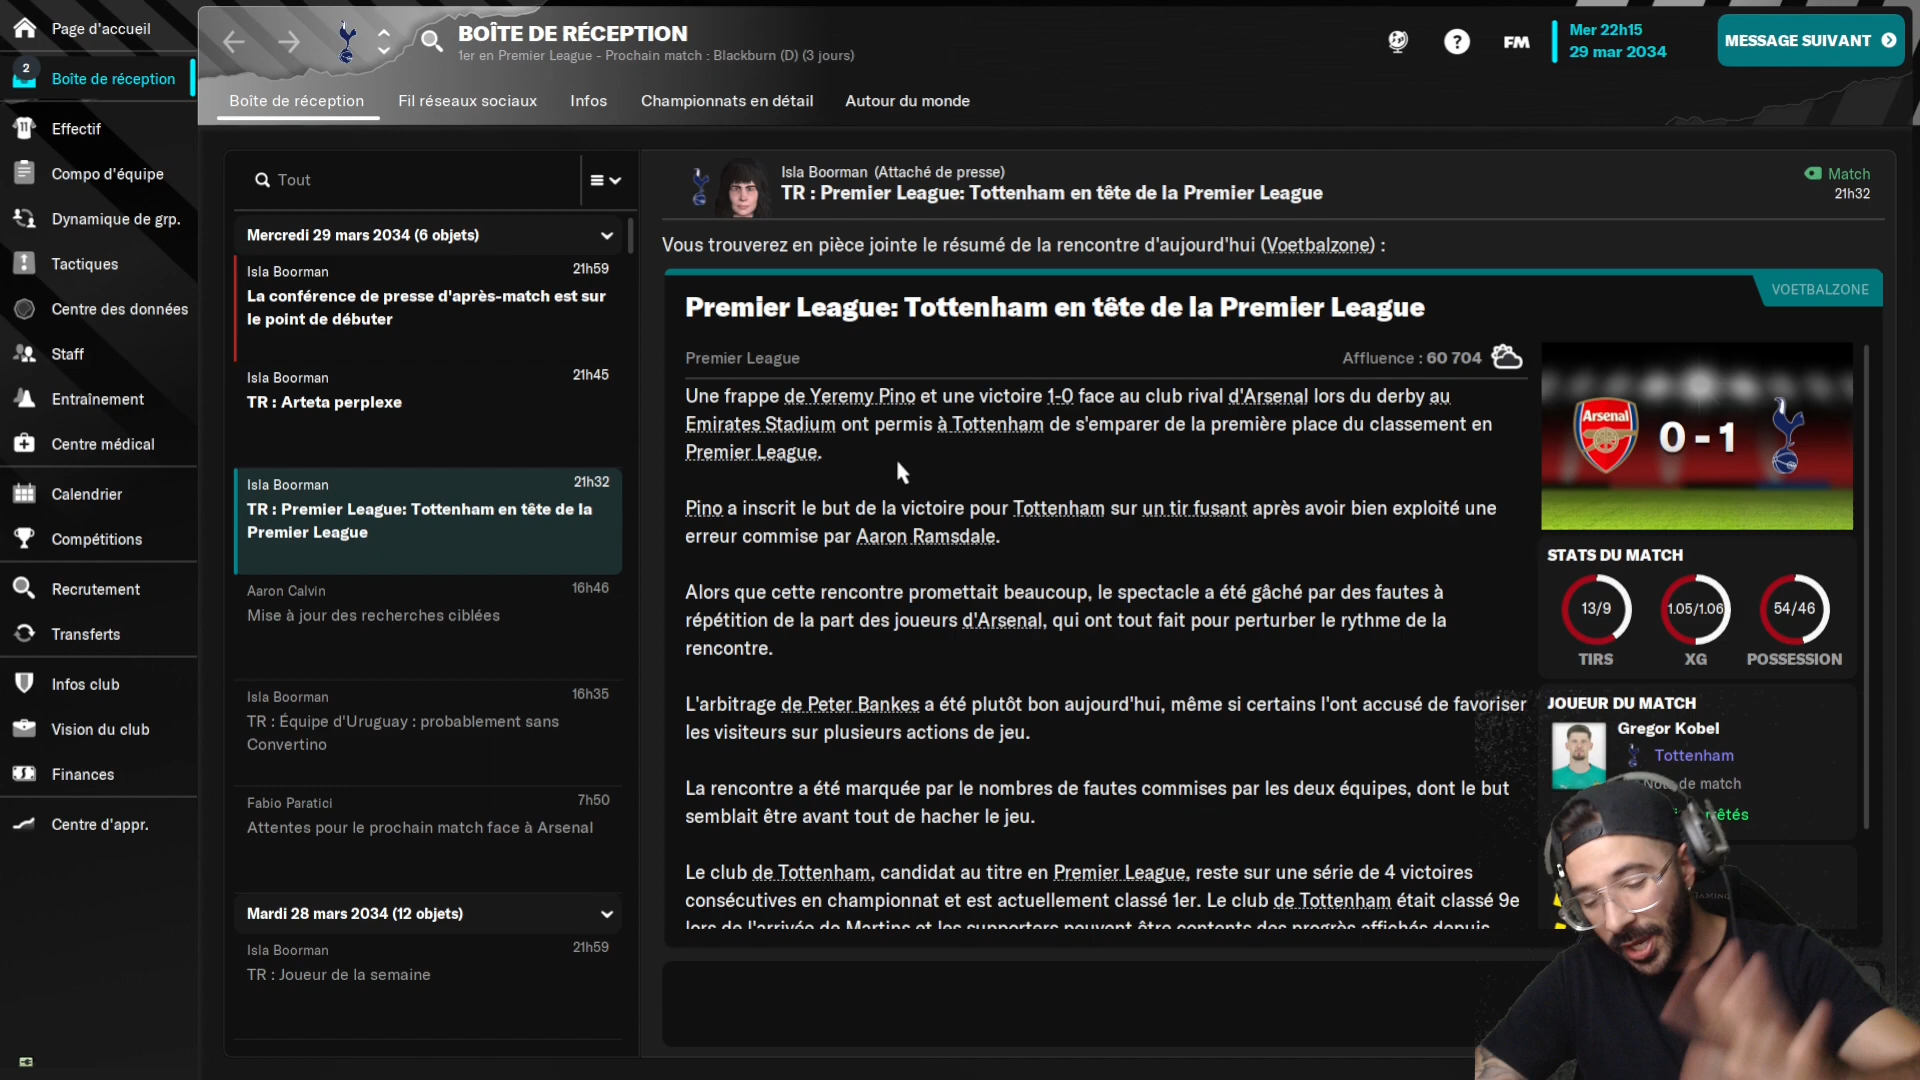 Page d'accueil
2
Boîte de réception
Effectif
Compo d'équipe
Dynamique de grp.
Tactiques
Centre des données
Staff
Entraînement
Centre médical
Calendrier
Compétitions
Recrutement
Transferts
Infos club
Vision du club
Finances
Centre d'appr.
BOÎTE DE RÉCEPTION
1er en Premier League - Prochain match : Blackburn (D) (3 jours)
?
FM
Mer 22h15
29 mar 2034
MESSAGE SUIVANT
Boîte de réception
Fil réseaux sociaux
Infos
Championnats en détail
Autour du monde
Tout
Mercredi 29 mars 2034 (6 objets)
Isla Boorman 21h59
La conférence de presse d'après-match est sur
le point de débuter
Isla Boorman 21h45
TR : Arteta perplexe
Isla Boorman 21h32
TR : Premier League: Tottenham en tête de la
Premier League
Aaron Calvin 16h46
Mise à jour des recherches ciblées
Isla Boorman 16h35
TR : Équipe d'Uruguay : probablement sans
Convertino
Fabio Paratici 7h50
Attentes pour le prochain match face à Arsenal
Mardi 28 mars 2034 (12 objets)
Isla Boorman 21h59
TR : Joueur de la semaine
Isla Boorman (Attaché de presse)
TR : Premier League: Tottenham en tête de la Premier League
Match
21h32
Vous trouverez en pièce jointe le résumé de la rencontre d'aujourd'hui (Voetbalzone) :
VOETBALZONE
Premier League: Tottenham en tête de la Premier League
Premier League
Affluence : 60 704
Une frappe de Yeremy Pino et une victoire 1-0 face au club rival d'Arsenal lors du derby au
Emirates Stadium ont permis à Tottenham de s'emparer de la première place du classement en
Premier League.
Pino a inscrit le but de la victoire pour Tottenham sur un tir fusant après avoir bien exploité une
erreur commise par Aaron Ramsdale.
Alors que cette rencontre promettait beaucoup, le spectacle a été gâché par des fautes à
répétition de la part des joueurs d'Arsenal, qui ont tout fait pour perturber le rythme de la
rencontre.
L'arbitrage de Peter Bankes a été plutôt bon aujourd'hui, même si certains l'ont accusé de favoriser
les visiteurs sur plusieurs actions de jeu.
La rencontre a été marquée par le nombres de fautes commises par les deux équipes, dont le but
semblait être avant tout de hacher le jeu.
Le club de Tottenham, candidat au titre en Premier League, reste sur une série de 4 victoires
consécutives en championnat et est actuellement classé 1er. Le club de Tottenham était classé 9e
lors de l'arrivée de Martins et les supporters peuvent être contents des progrès affichés depuis
Arsenal
0 - 1
STATS DU MATCH
13/9
1.05/1.06
54/46
TIRS
XG
POSSESSION
JOUEUR DU MATCH
Gregor Kobel
Tottenham
de match